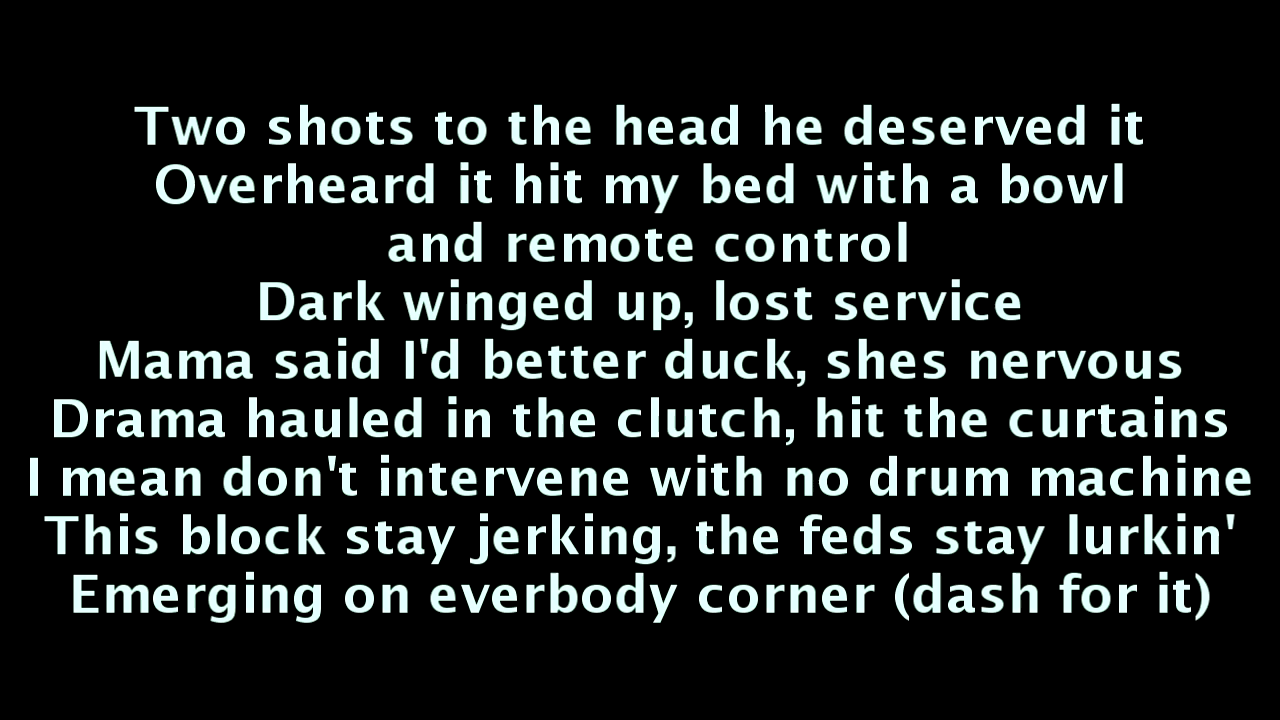 Two shots to the head he deserved it
Overheard it hit my bed with a bowl
and remote control
Dark winged up, lost service
Mama said I'd better duck, shes nervous
Drama hauled in the clutch, hit the curtains
I mean don't intervene with no drum machine
This block stay jerking, the feds stay lurkin'
Emerging on everbody corner (dash for it)